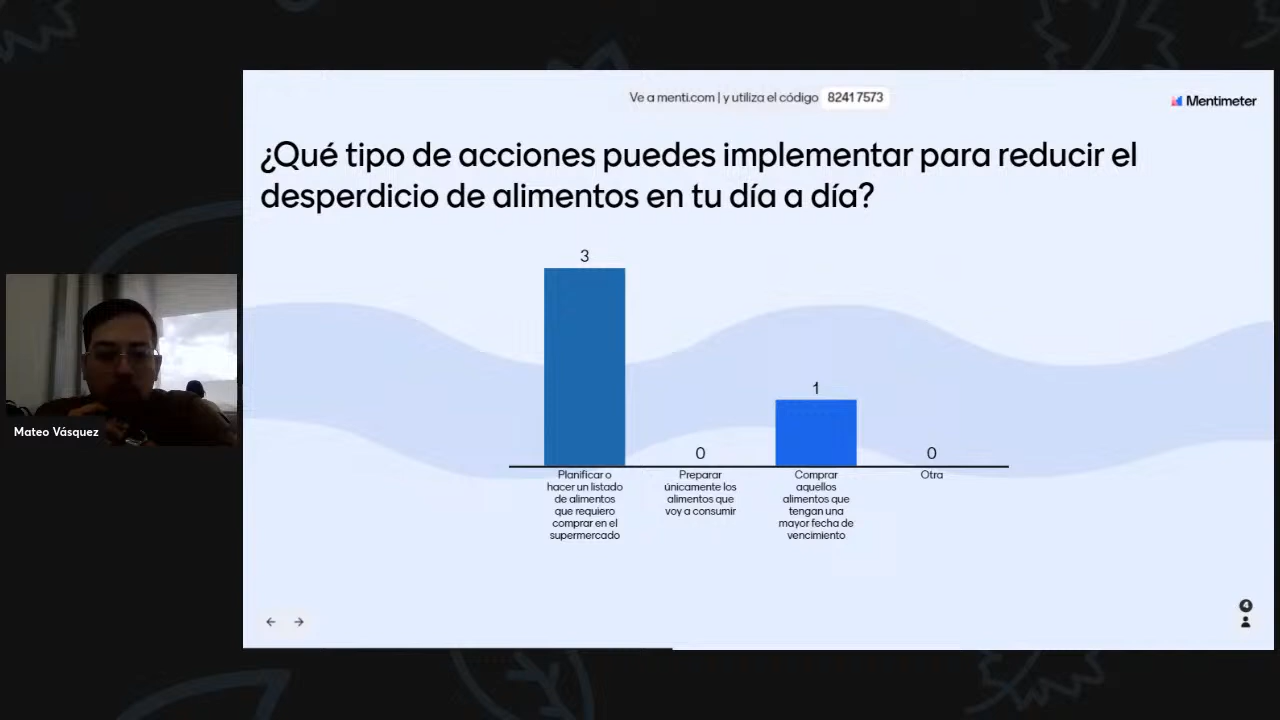 Ve a menti.com | y utiliza el código 8241 7573
Mentimeter
¿Qué tipo de acciones puedes implementar para reducir el
desperdicio de alimentos en tu día a día?
3
0
1
0
Planificar o
hacer un listado
de alimentos
que requiero
comprar en el
supermercado
Preparar
únicamente los
alimentos que
voy a consumir
Comprar
aquellos
alimentos que
tengan una
mayor fecha de
vencimiento
Otra
Mateo Vásquez
4